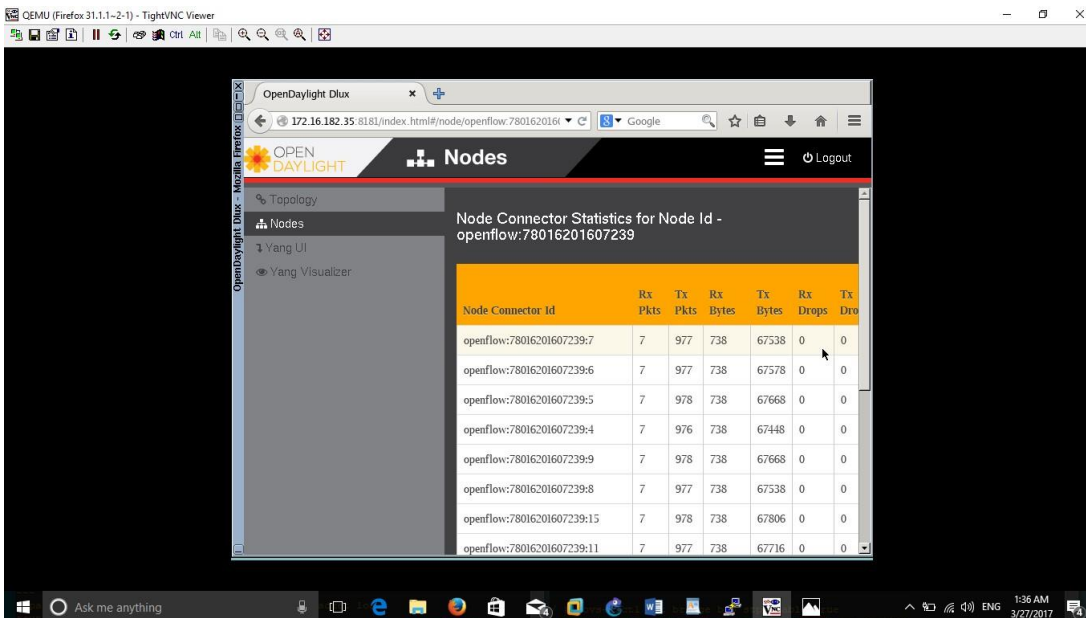 QEMU (Firefox 31.1.1~2-1) - TightVNC Viewer
Ctrl Alt
OpenDaylight Dlux - Mozilla Firefox
OpenDaylight Dlux
172.16.182.35:8181/index.html#/node/openflow:78016201
Google
OPEN
DAYLIGHT
Nodes
Logout
Topology
Nodes
Yang UI
Yang Visualizer
Node Connector Statistics for Node Id -
openflow:78016201607239
Node Connector Id Rx Pkts Tx Pkts Rx Bytes Tx Bytes Rx Drops Tx Dro
openflow:78016201607239:7 7 977 738 67538 0 0
openflow:78016201607239:6 7 977 738 67578 0 0
openflow:78016201607239:5 7 978 738 67668 0 0
openflow:78016201607239:4 7 976 738 67448 0 0
openflow:78016201607239:9 7 978 738 67668 0 0
openflow:78016201607239:8 7 977 738 67538 0 0
openflow:78016201607239:15 7 978 738 67806 0 0
openflow:78016201607239:11 7 977 738 67716 0 0
Ask me anything
ENG
1:36 AM
3/27/2017